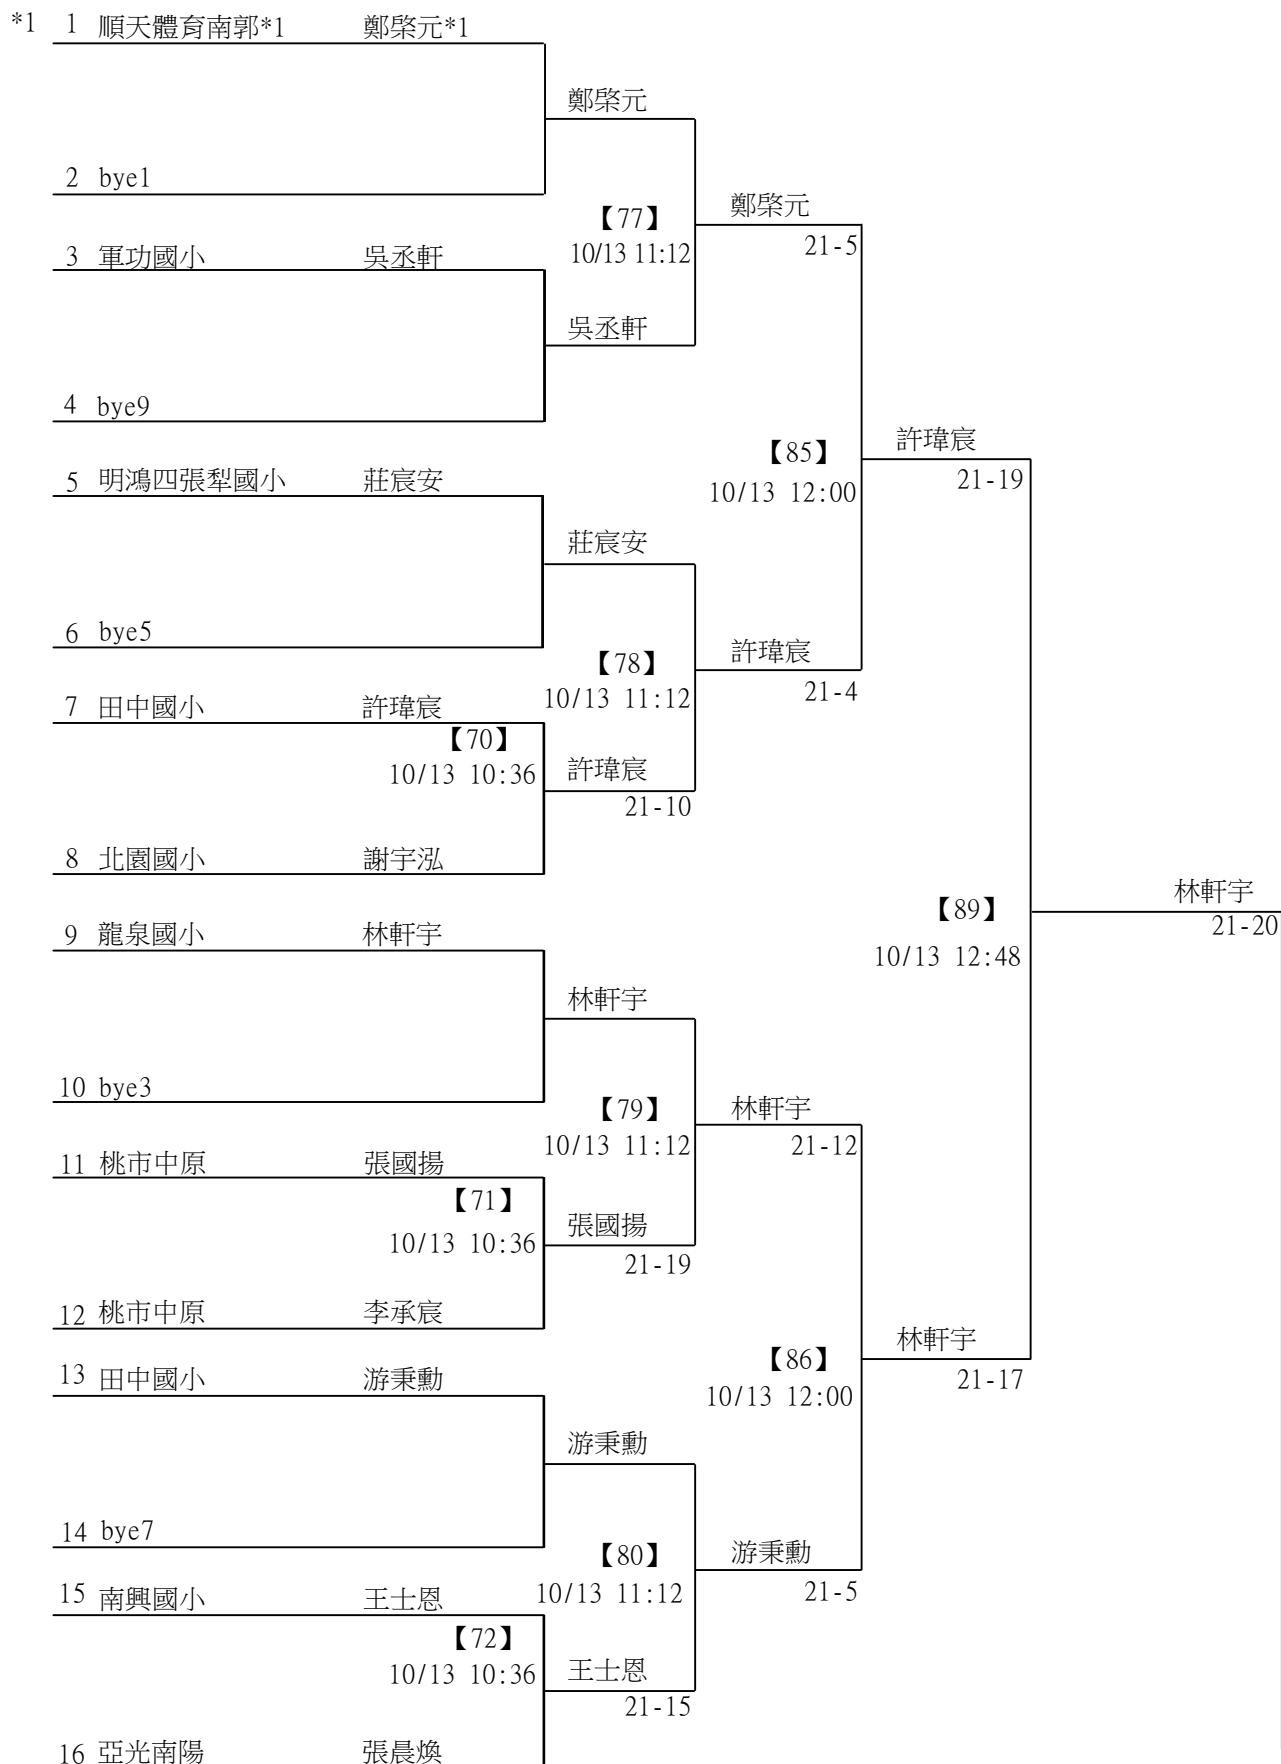 *1 1 順天體育南郭*1 鄭棨元*1
鄭棨元
2 bye1
【77】
10/13 11:12
鄭棨元
21-5
3 軍功國小 吳丞軒
吳丞軒
4 bye9
【85】
10/13 12:00
許瑋宸
21-19
5 明鴻四張犁國小 莊宸安
莊宸安
6 bye5
【78】
10/13 11:12
許瑋宸
21-4
7 田中國小 許瑋宸
【70】
10/13 10:36
許瑋宸
21-10
8 北園國小 謝宇泓
【89】
10/13 12:48
林軒宇
21-20
9 龍泉國小 林軒宇
林軒宇
10 bye3
【79】
10/13 11:12
林軒宇
21-12
11 桃市中原 張國揚
【71】
10/13 10:36
張國揚
21-19
12 桃市中原 李承宸
【86】
10/13 12:00
林軒宇
21-17
13 田中國小 游秉勳
游秉勳
14 bye7
【80】
10/13 11:12
游秉勳
21-5
15 南興國小 王士恩
【72】
10/13 10:36
王士恩
21-15
16 亞光南陽 張晨煥